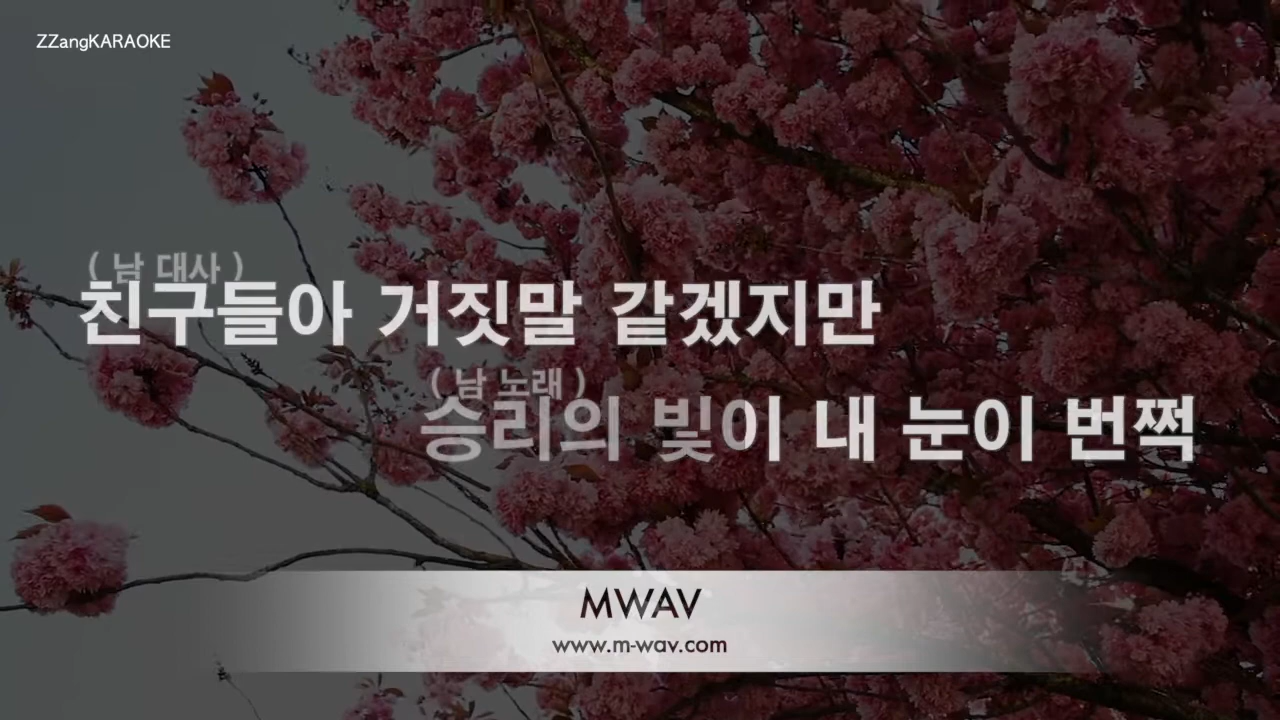 ZZangKARAOKE
( 남 대사 )
친구들아 거짓말 같겠지만
( 남 노래 )
승리의 빛이 내 눈이 번쩍
MWAV
www.m-wav.com